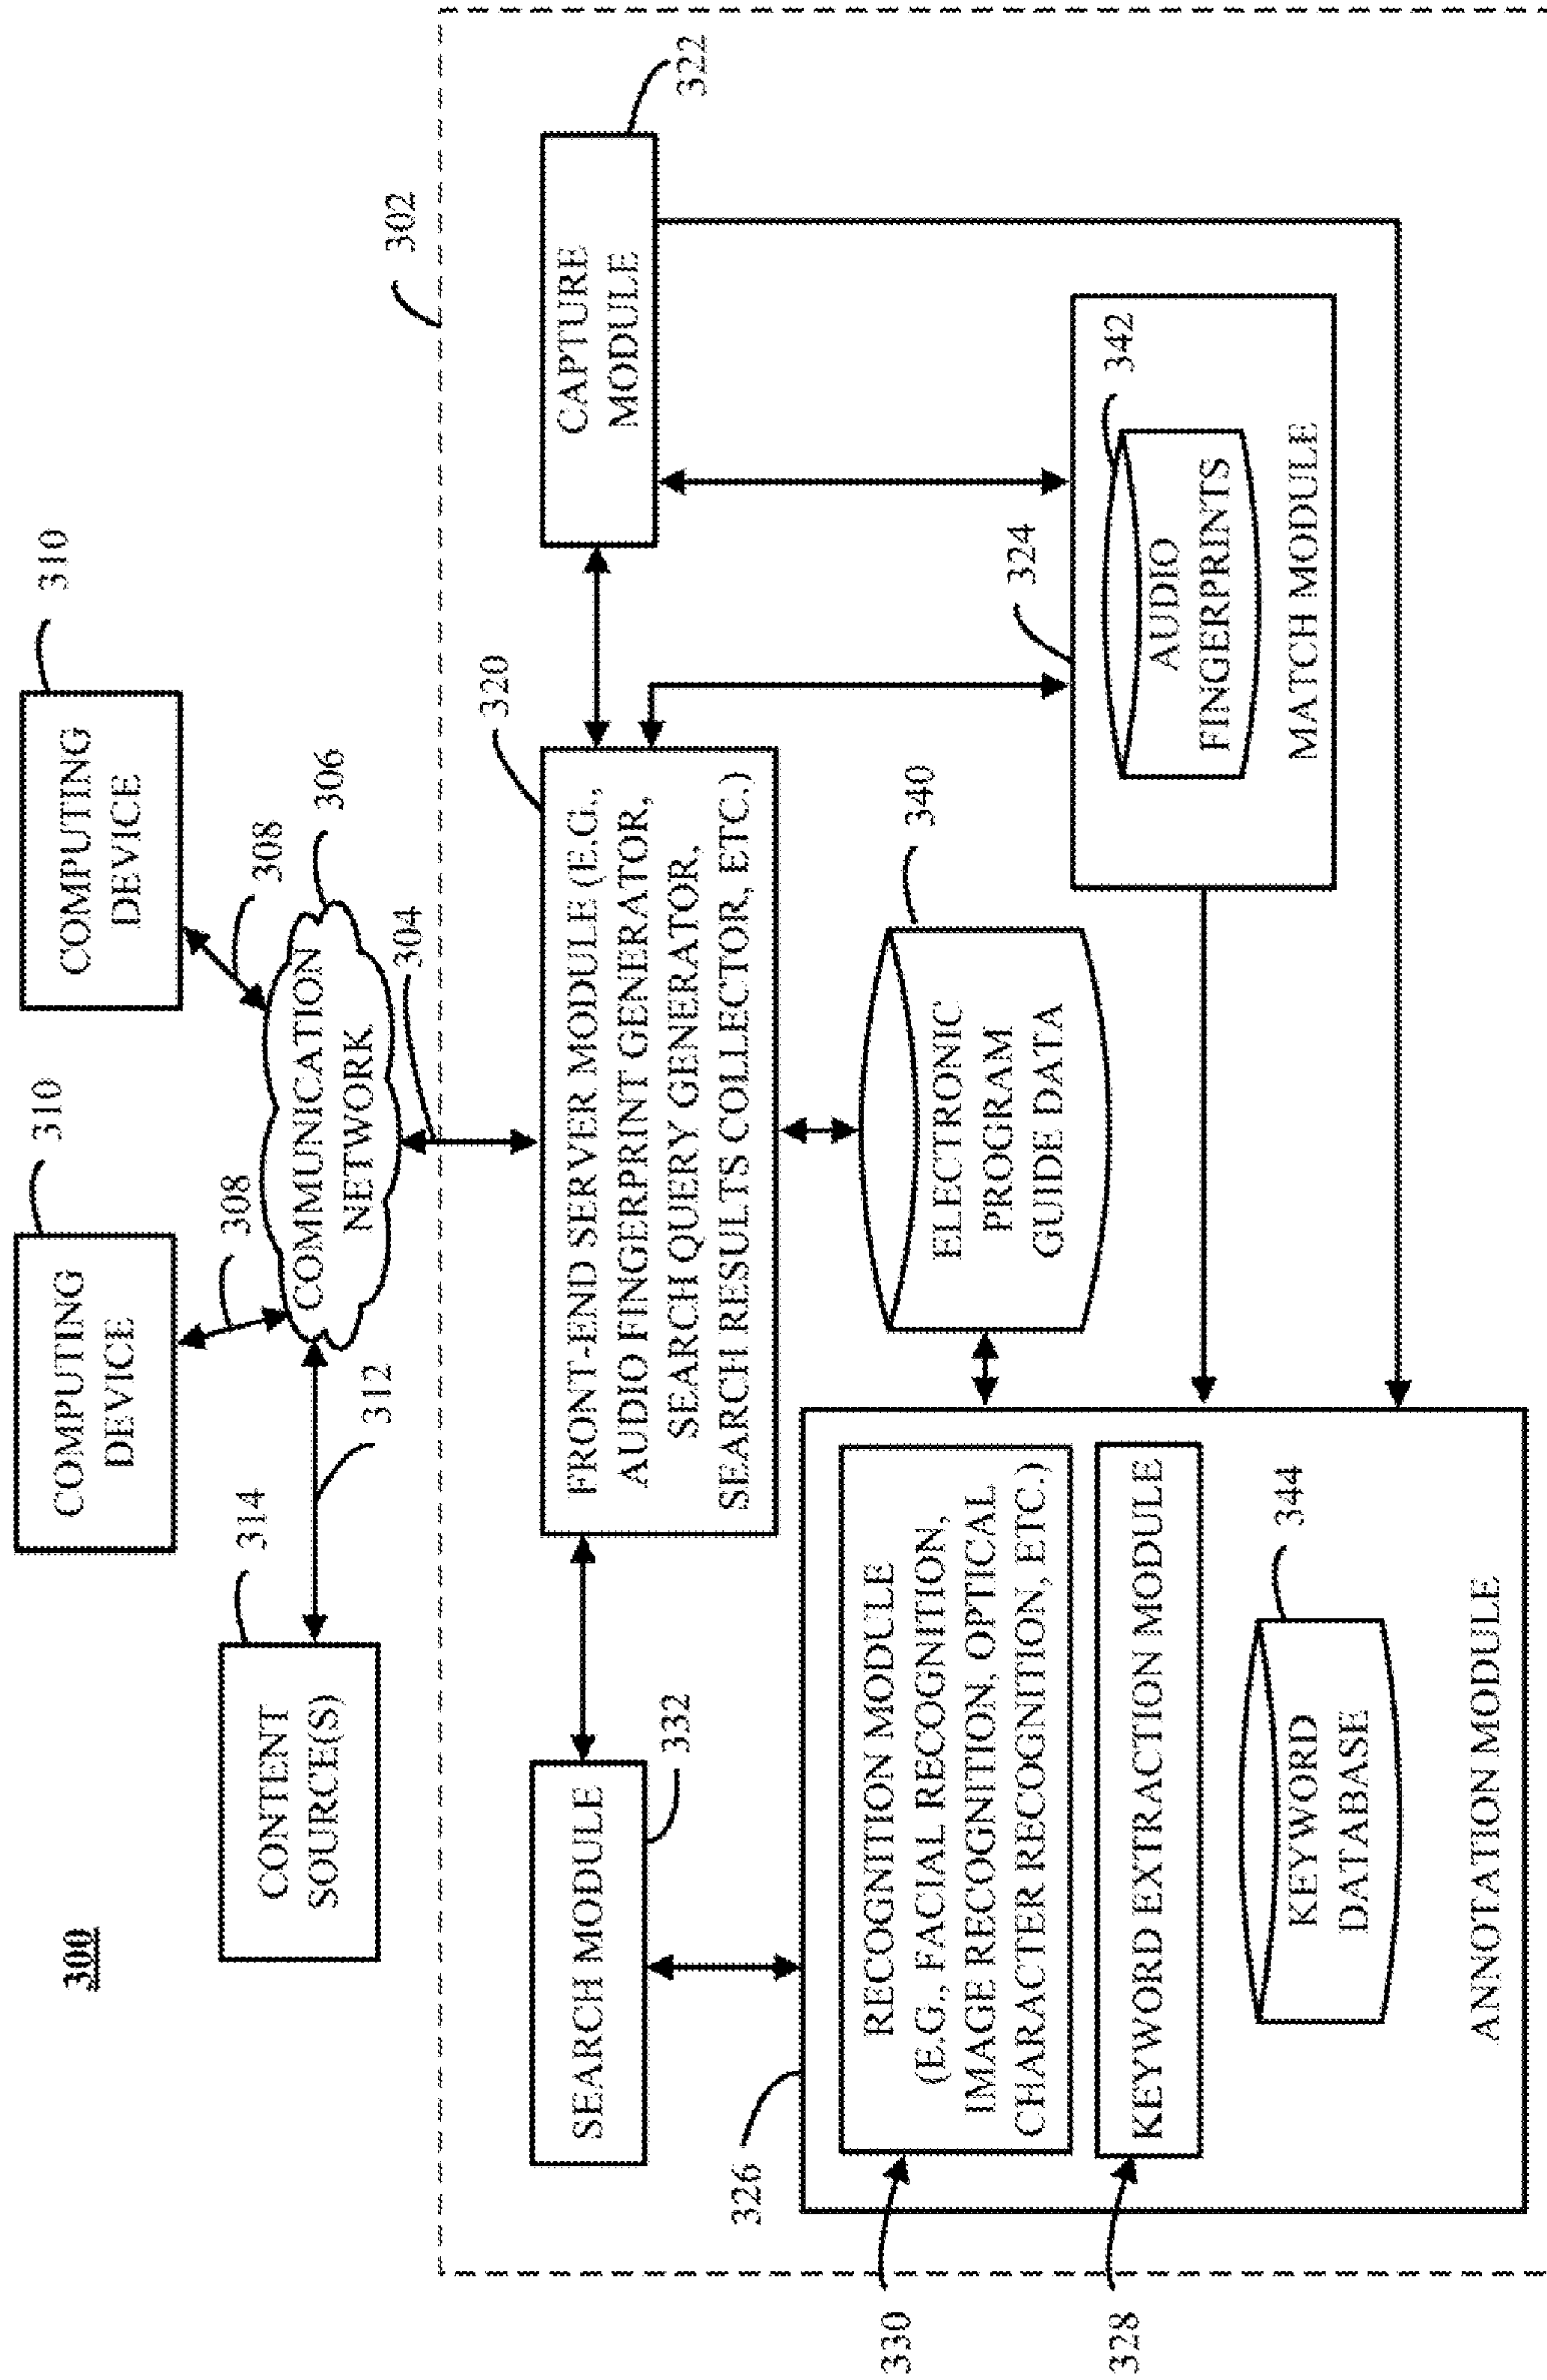 300
COMPUTING
DEVICE
310
COMPUTING
DEVICE
310
CONTENT
SOURCE(S)
314
312
308
308
COMMUNICATION
NETWORK
306
304
302
SEARCH MODULE
332
FRONT-END SERVER MODULE (E.G.,
AUDIO FINGERPRINT GENERATOR,
SEARCH QUERY GENERATOR,
SEARCH RESULTS COLLECTOR, ETC.)
320
CAPTURE
MODULE
322
326
RECOGNITION MODULE
(E.G., FACIAL RECOGNITION,
IMAGE RECOGNITION, OPTICAL
CHARACTER RECOGNITION, ETC.)
330
KEYWORD EXTRACTION MODULE
328
KEYWORD
DATABASE
344
ANNOTATION MODULE
ELECTRONIC
PROGRAM
GUIDE DATA
340
324
AUDIO
FINGERPRINTS
342
MATCH MODULE